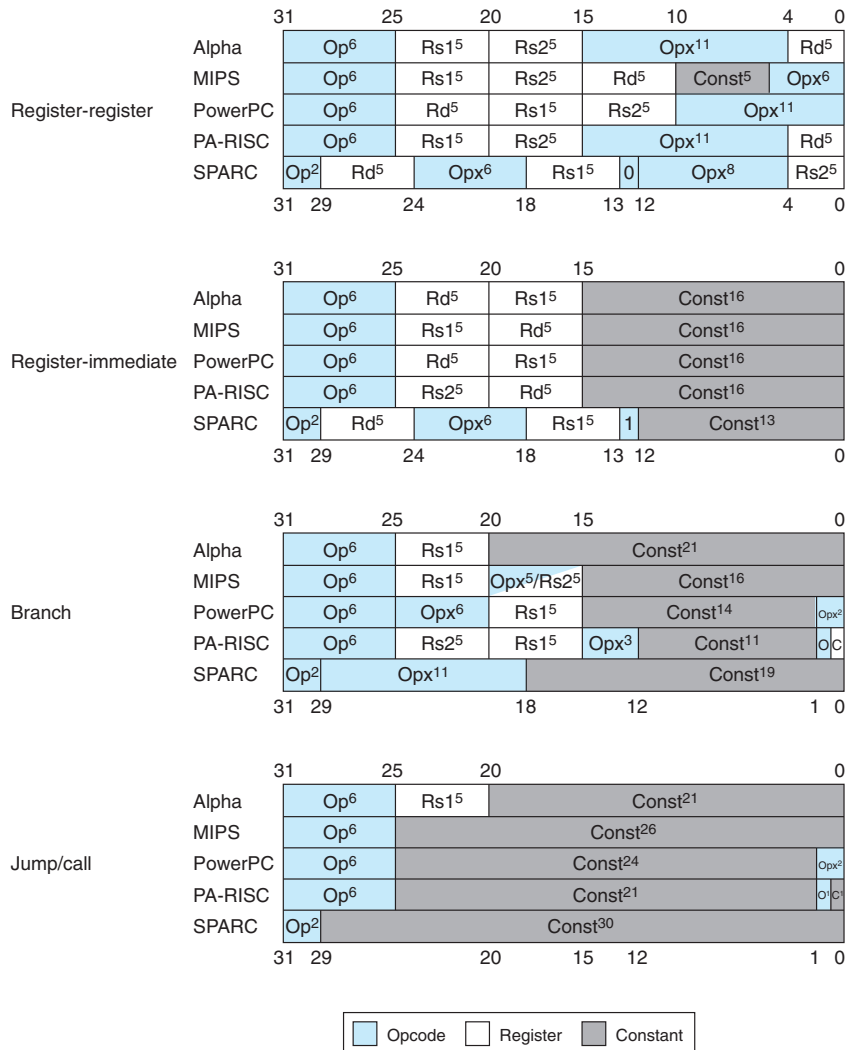 31 25 20 15 10 4 0
Alpha Op⁶ Rs1⁵ Rs2⁵ Opx¹¹ Rd⁵
MIPS Op⁶ Rs1⁵ Rs2⁵ Rd⁵ Const⁵ Opx⁶
Register-register PowerPC Op⁶ Rd⁵ Rs1⁵ Rs2⁵ Opx¹¹
PA-RISC Op⁶ Rs1⁵ Rs2⁵ Opx¹¹ Rd⁵
SPARC Op² Rd⁵ Opx⁶ Rs1⁵ 0 Opx⁸ Rs2⁵
31 29 24 18 13 12 4 0
31 25 20 15 0
Alpha Op⁶ Rd⁵ Rs1⁵ Const¹⁶
MIPS Op⁶ Rs1⁵ Rd⁵ Const¹⁶
Register-immediate PowerPC Op⁶ Rd⁵ Rs1⁵ Const¹⁶
PA-RISC Op⁶ Rs2⁵ Rd⁵ Const¹⁶
SPARC Op² Rd⁵ Opx⁶ Rs1⁵ 1 Const¹³
31 29 24 18 13 12 0
31 25 20 15 0
Alpha Op⁶ Rs1⁵ Const²¹
MIPS Op⁶ Rs1⁵ Opx⁵/Rs2⁵ Const¹⁶
Branch PowerPC Op⁶ Opx⁶ Rs1⁵ Const¹⁴ Opx²
PA-RISC Op⁶ Rs2⁵ Rs1⁵ Opx³ Const¹¹ O C
SPARC Op² Opx¹¹ Const¹⁹
31 29 18 12 1 0
31 25 20 0
Alpha Op⁶ Rs1⁵ Const²¹
MIPS Op⁶ Const²⁶
Jump/call PowerPC Op⁶ Const²⁴ Opx²
PA-RISC Op⁶ Const²¹ O¹ C¹
SPARC Op² Const³⁰
31 29 20 15 12 1 0
Opcode Register Constant